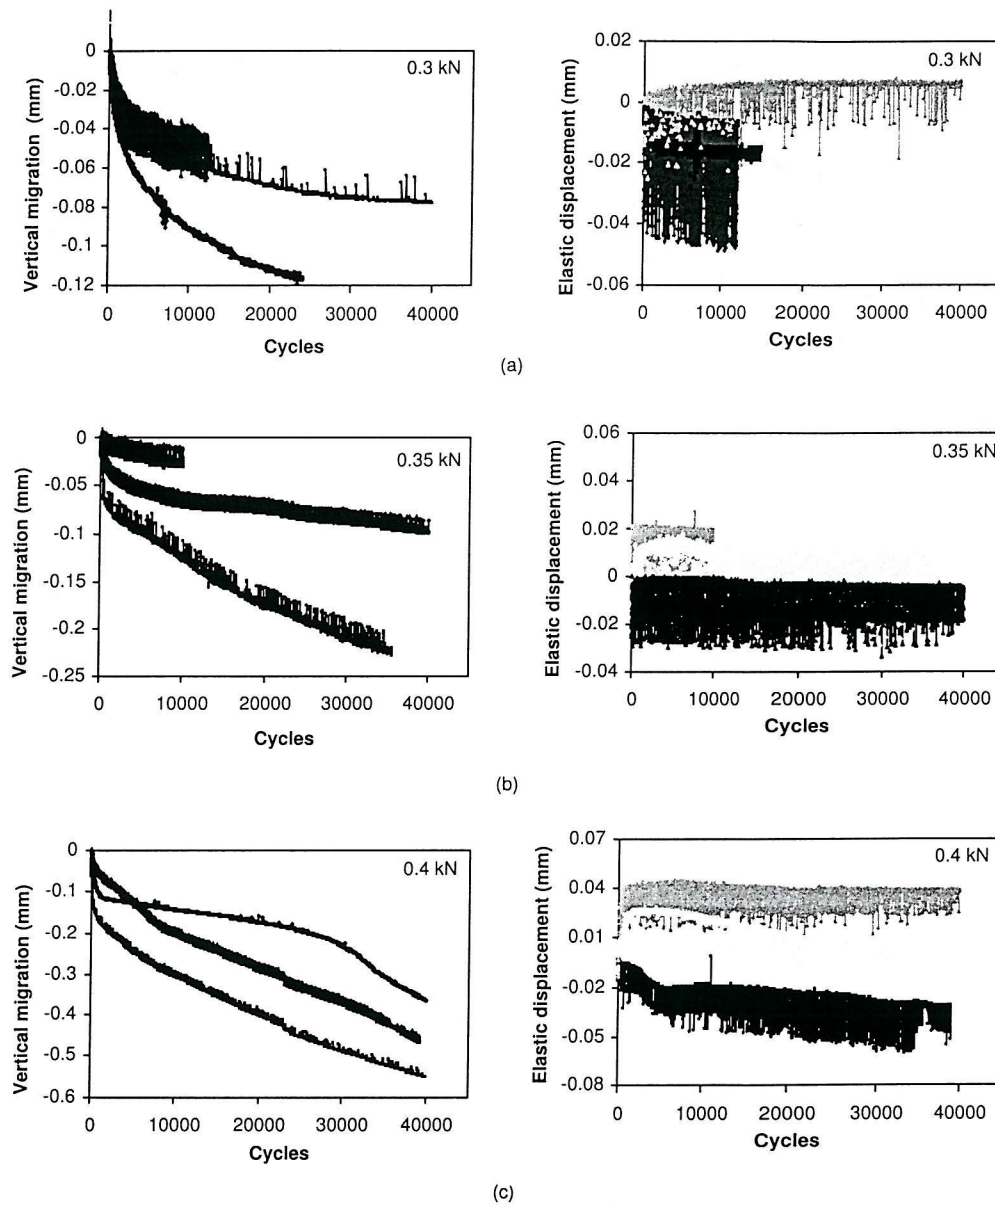 Vertical migration (mm)
0
-0.02
-0.04
-0.06
-0.08
-0.1
-0.12
0.3 kN
0 10000 20000 30000 40000
Cycles
Elastic displacement (mm)
0.02
0
-0.02
-0.04
-0.06
0.3 kN
0 10000 20000 30000 40000
Cycles
(a)
Vertical migration (mm)
0
-0.05
-0.1
-0.15
-0.2
-0.25
0.35 kN
0 10000 20000 30000 40000
Cycles
Elastic displacement (mm)
0.06
0.04
0.02
0
-0.02
-0.04
0.35 kN
0 10000 20000 30000 40000
Cycles
(b)
Vertical migration (mm)
0
-0.1
-0.2
-0.3
-0.4
-0.5
-0.6
0.4 kN
0 10000 20000 30000 40000
Cycles
Elastic displacement (mm)
0.07
0.04
0.01
-0.02
-0.05
-0.08
0.4 kN
0 10000 20000 30000 40000
Cycles
(c)